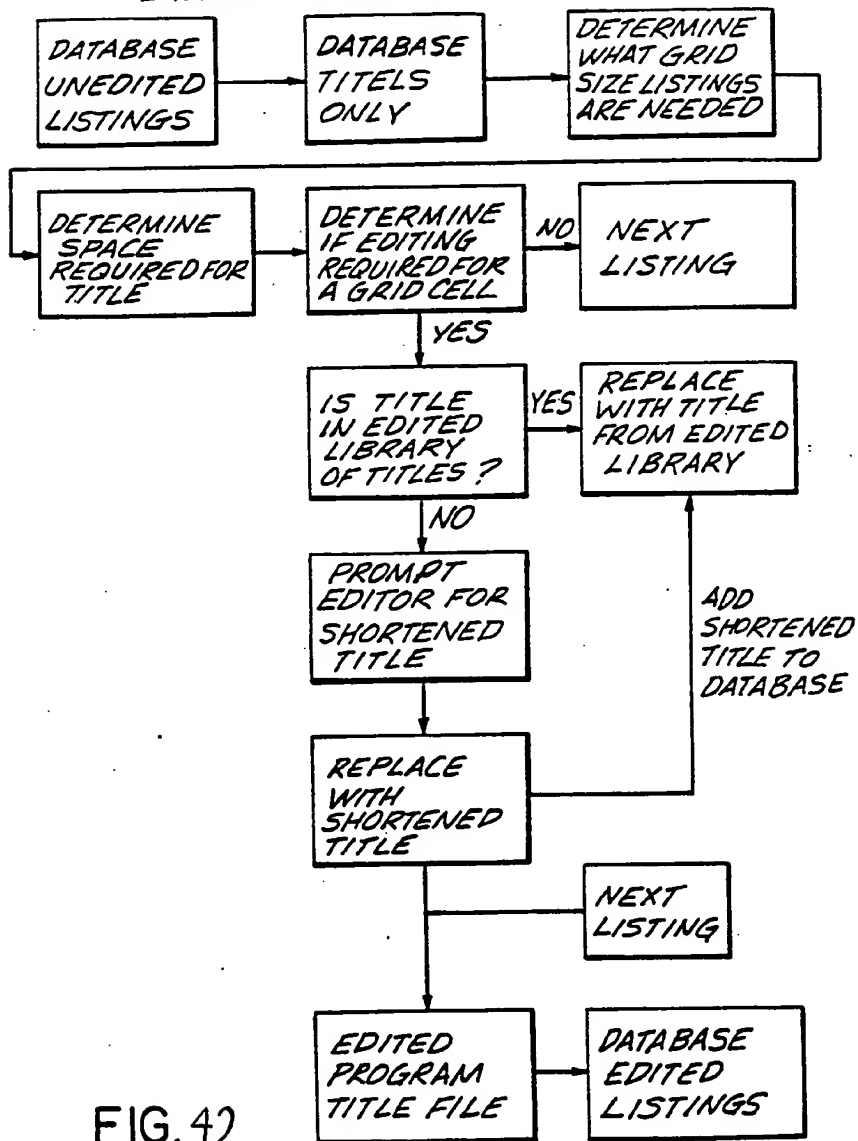 DATABASE
UNEDITED
LISTINGS
DATABASE
TITELS
ONLY
DETERMINE
WHAT GRID
SIZE LISTINGS
ARE NEEDED
DETERMINE
SPACE
REQUIRED FOR
TITLE
DETERMINE
IF EDITING
REQUIRED FOR
A GRID CELL
NO
NEXT
LISTING
YES
IS TITLE
IN EDITED
LIBRARY
OF TITLES?
YES
REPLACE
WITH TITLE
FROM EDITED
LIBRARY
NO
PROMPT
EDITOR FOR
SHORTENED
TITLE
ADD
SHORTENED
TITLE TO
DATABASE
REPLACE
WITH
SHORTENED
TITLE
NEXT
LISTING
EDITED
PROGRAM
TITLE FILE
DATABASE
EDITED
LISTINGS
FIG. 42